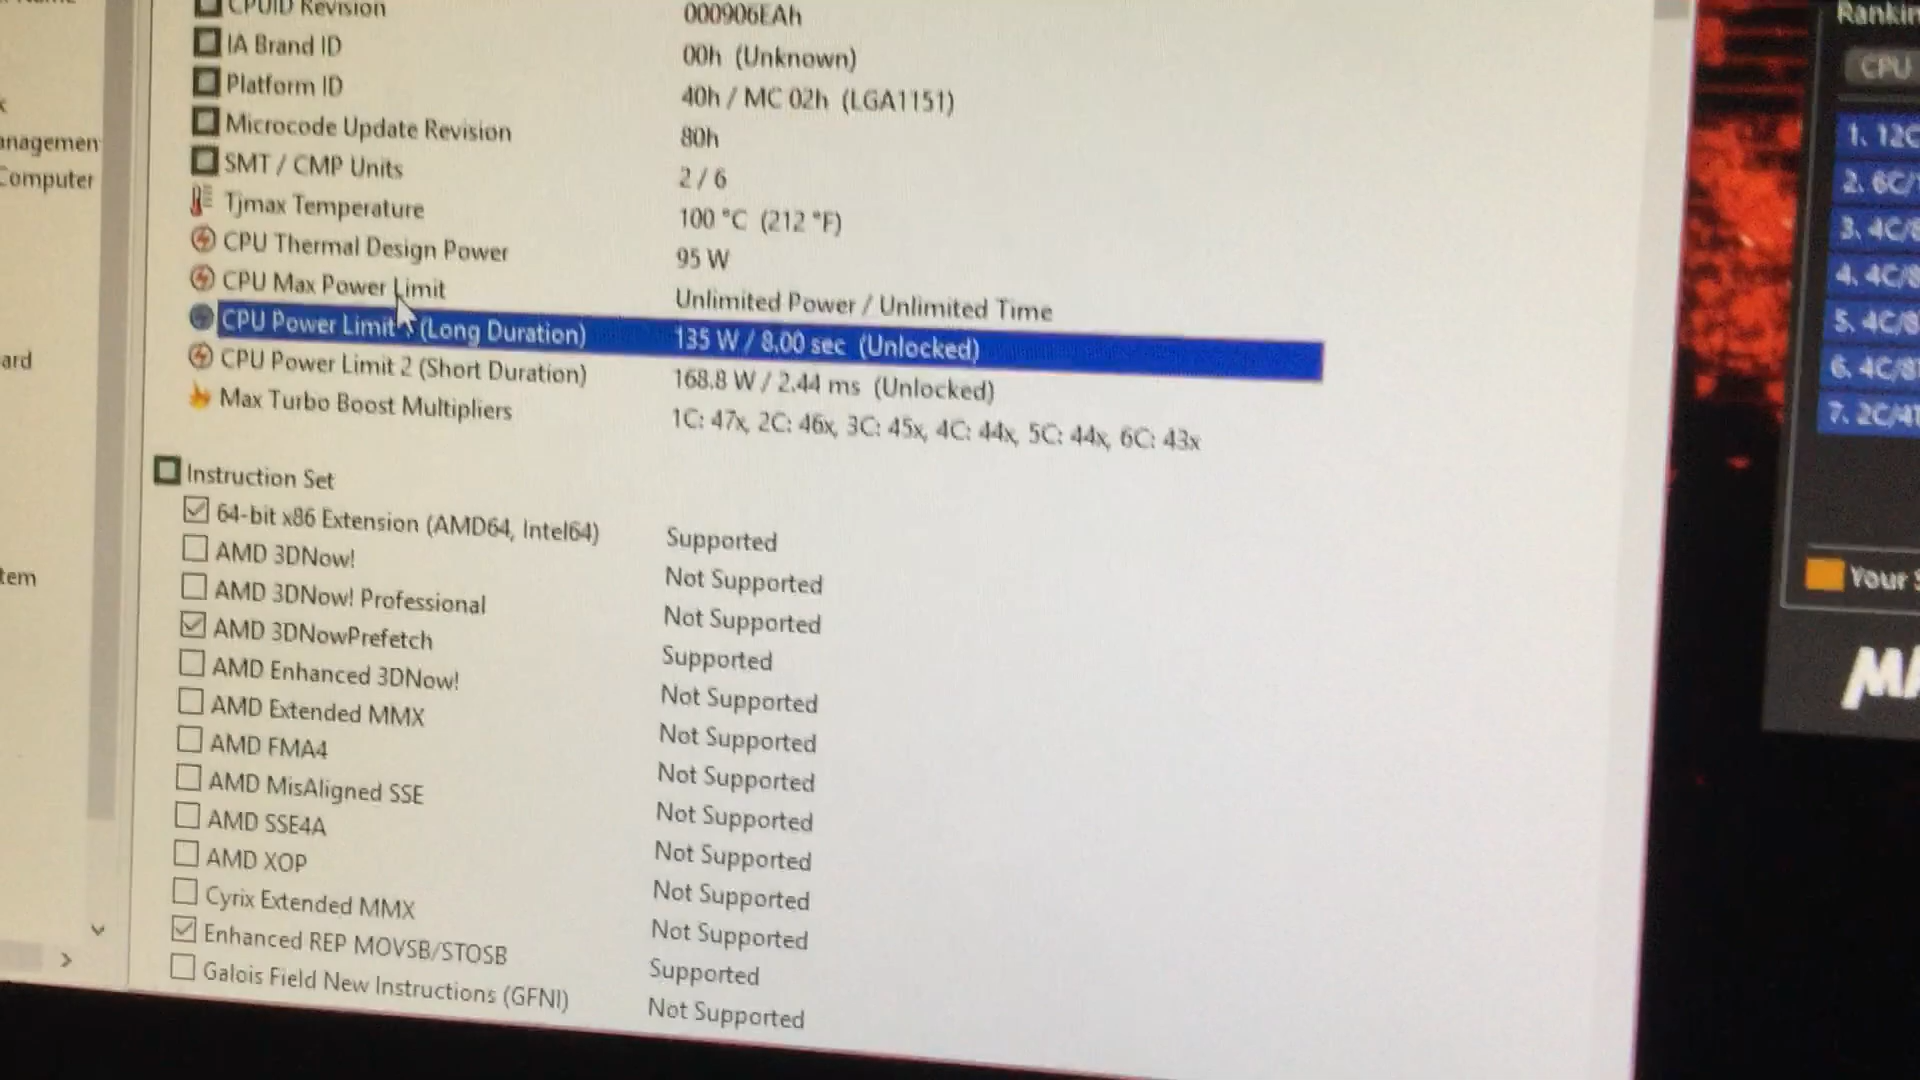 CPUID Revision 000906EAh
IA Brand ID 00h (Unknown)
Platform ID 40h / MC 02h (LGA1151)
Microcode Update Revision 80h
SMT / CMP Units 2 / 6
Tjmax Temperature 100 °C (212 °F)
CPU Thermal Design Power 95 W
CPU Max Power Limit Unlimited Power / Unlimited Time
CPU Power Limit 1 (Long Duration) 135 W / 8.00 sec (Unlocked)
CPU Power Limit 2 (Short Duration) 168.8 W / 2.44 ms (Unlocked)
Max Turbo Boost Multipliers 1C: 47x, 2C: 46x, 3C: 45x, 4C: 44x, 5C: 44x, 6C: 43x
Instruction Set
64-bit x86 Extension (AMD64, Intel64) Supported
AMD 3DNow! Not Supported
AMD 3DNow! Professional Not Supported
AMD 3DNowPrefetch Supported
AMD Enhanced 3DNow! Not Supported
AMD Extended MMX Not Supported
AMD FMA4 Not Supported
AMD MisAligned SSE Not Supported
AMD SSE4A Not Supported
AMD XOP Not Supported
Cyrix Extended MMX Not Supported
Enhanced REP MOVSB/STOSB Supported
Galois Field New Instructions (GFNI) Not Supported
anagemen
Computer
ard
tem
Rankin
CPU
1. 12C
2. 6C/
3. 4C/8
4. 4C/8
5. 4C/8
6. 4C/8T
7. 2C/4T
Your S
MA